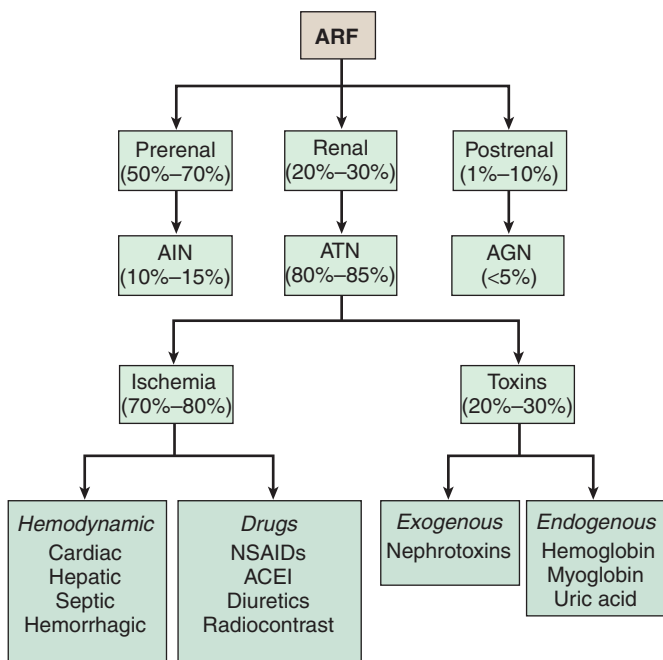 ARF
Prerenal
(50%–70%)
Renal
(20%–30%)
Postrenal
(1%–10%)
AIN
(10%–15%)
ATN
(80%–85%)
AGN
(<5%)
Ischemia
(70%–80%)
Toxins
(20%–30%)
Hemodynamic
Cardiac
Hepatic
Septic
Hemorrhagic
Drugs
NSAIDs
ACEI
Diuretics
Radiocontrast
Exogenous
Nephrotoxins
Endogenous
Hemoglobin
Myoglobin
Uric acid